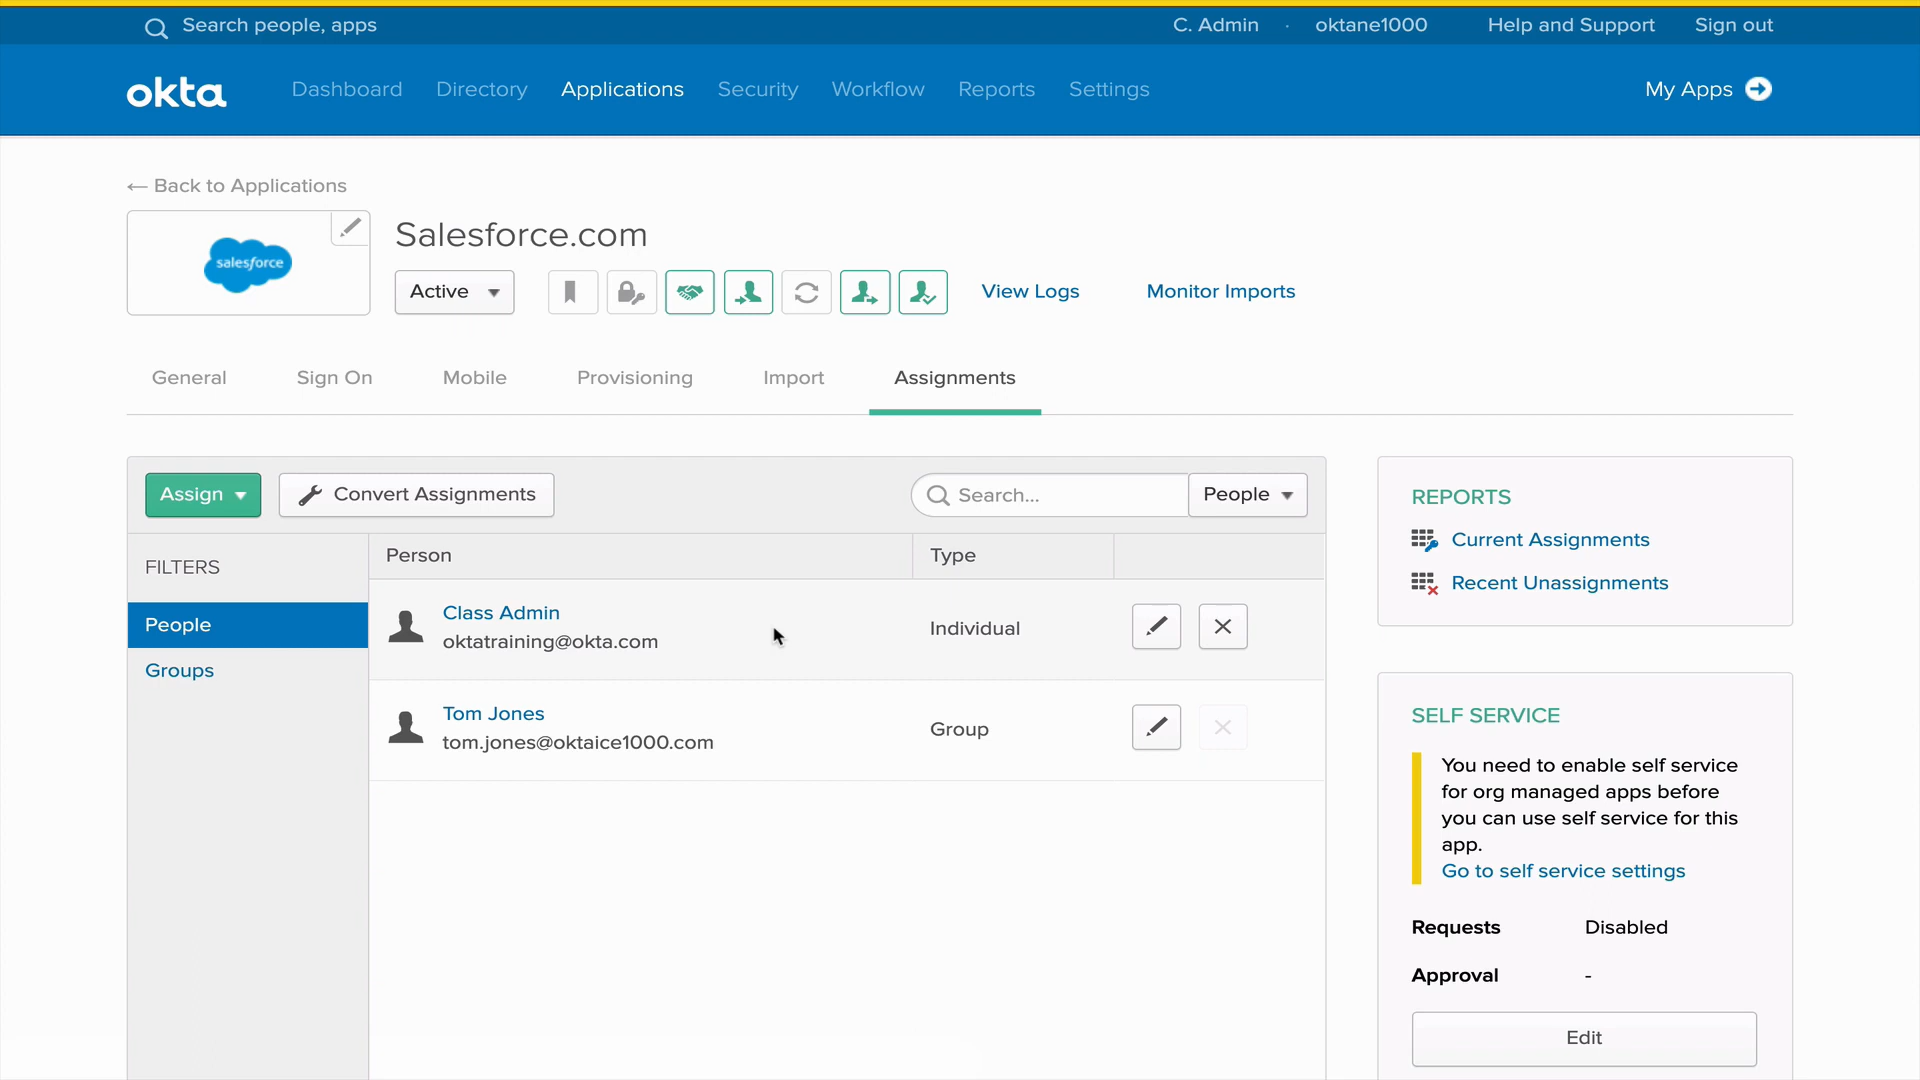 Search people, apps
C. Admin · oktane1000 Help and Support Sign out
okta Dashboard Directory Applications Security Workflow Reports Settings My Apps
← Back to Applications
salesforce
Salesforce.com
Active View Logs Monitor Imports
General Sign On Mobile Provisioning Import Assignments
Assign Convert Assignments Search... People
FILTERS
People
Groups
Person Type
Class Admin
oktatraining@okta.com
Individual
Tom Jones
tom.jones@oktaice1000.com
Group
REPORTS
Current Assignments
Recent Unassignments
SELF SERVICE
You need to enable self service
for org managed apps before
you can use self service for this
app.
Go to self service settings
Requests Disabled
Approval -
Edit